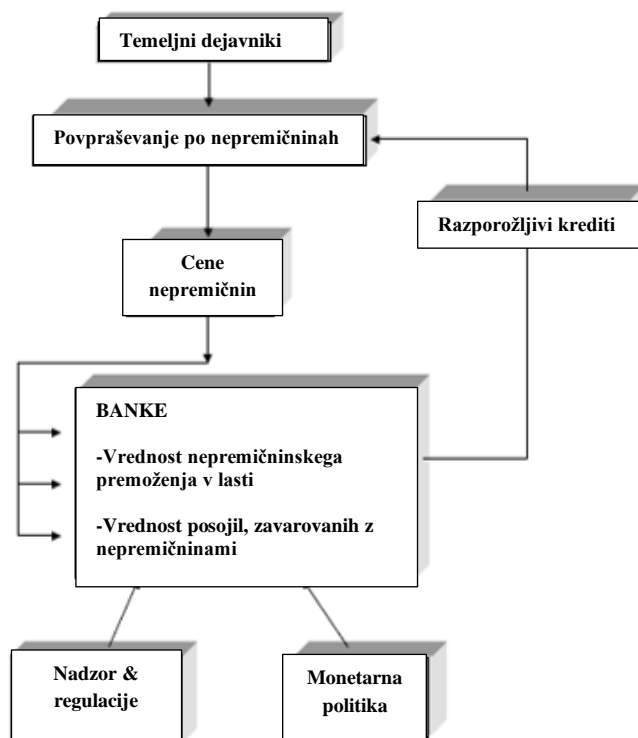 Temeljni dejavniki
Povpraševanje po nepremičninah
Razporožljivi krediti
Cene
nepremičnin
BANKE
-Vrednost nepremičninskega
premoženja v lasti
-Vrednost posojil, zavarovanih z
nepremičninami
Nadzor &
regulacije
Monetarna
politika